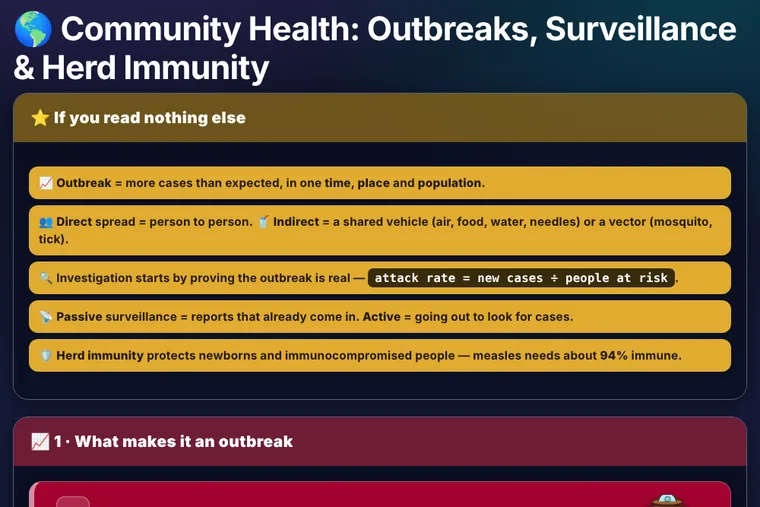 🌎 Community Health: Outbreaks, Surveillance
& Herd Immunity
⭐ If you read nothing else
📈 Outbreak = more cases than expected, in one time, place and population.
👥 Direct spread = person to person. 🥤 Indirect = a shared vehicle (air, food, water, needles) or a vector (mosquito,
tick).
🔍 Investigation starts by proving the outbreak is real — attack rate = new cases ÷ people at risk.
📡 Passive surveillance = reports that already come in. Active = going out to look for cases.
🛡️ Herd immunity protects newborns and immunocompromised people — measles needs about 94% immune.
📈 1 · What makes it an outbreak